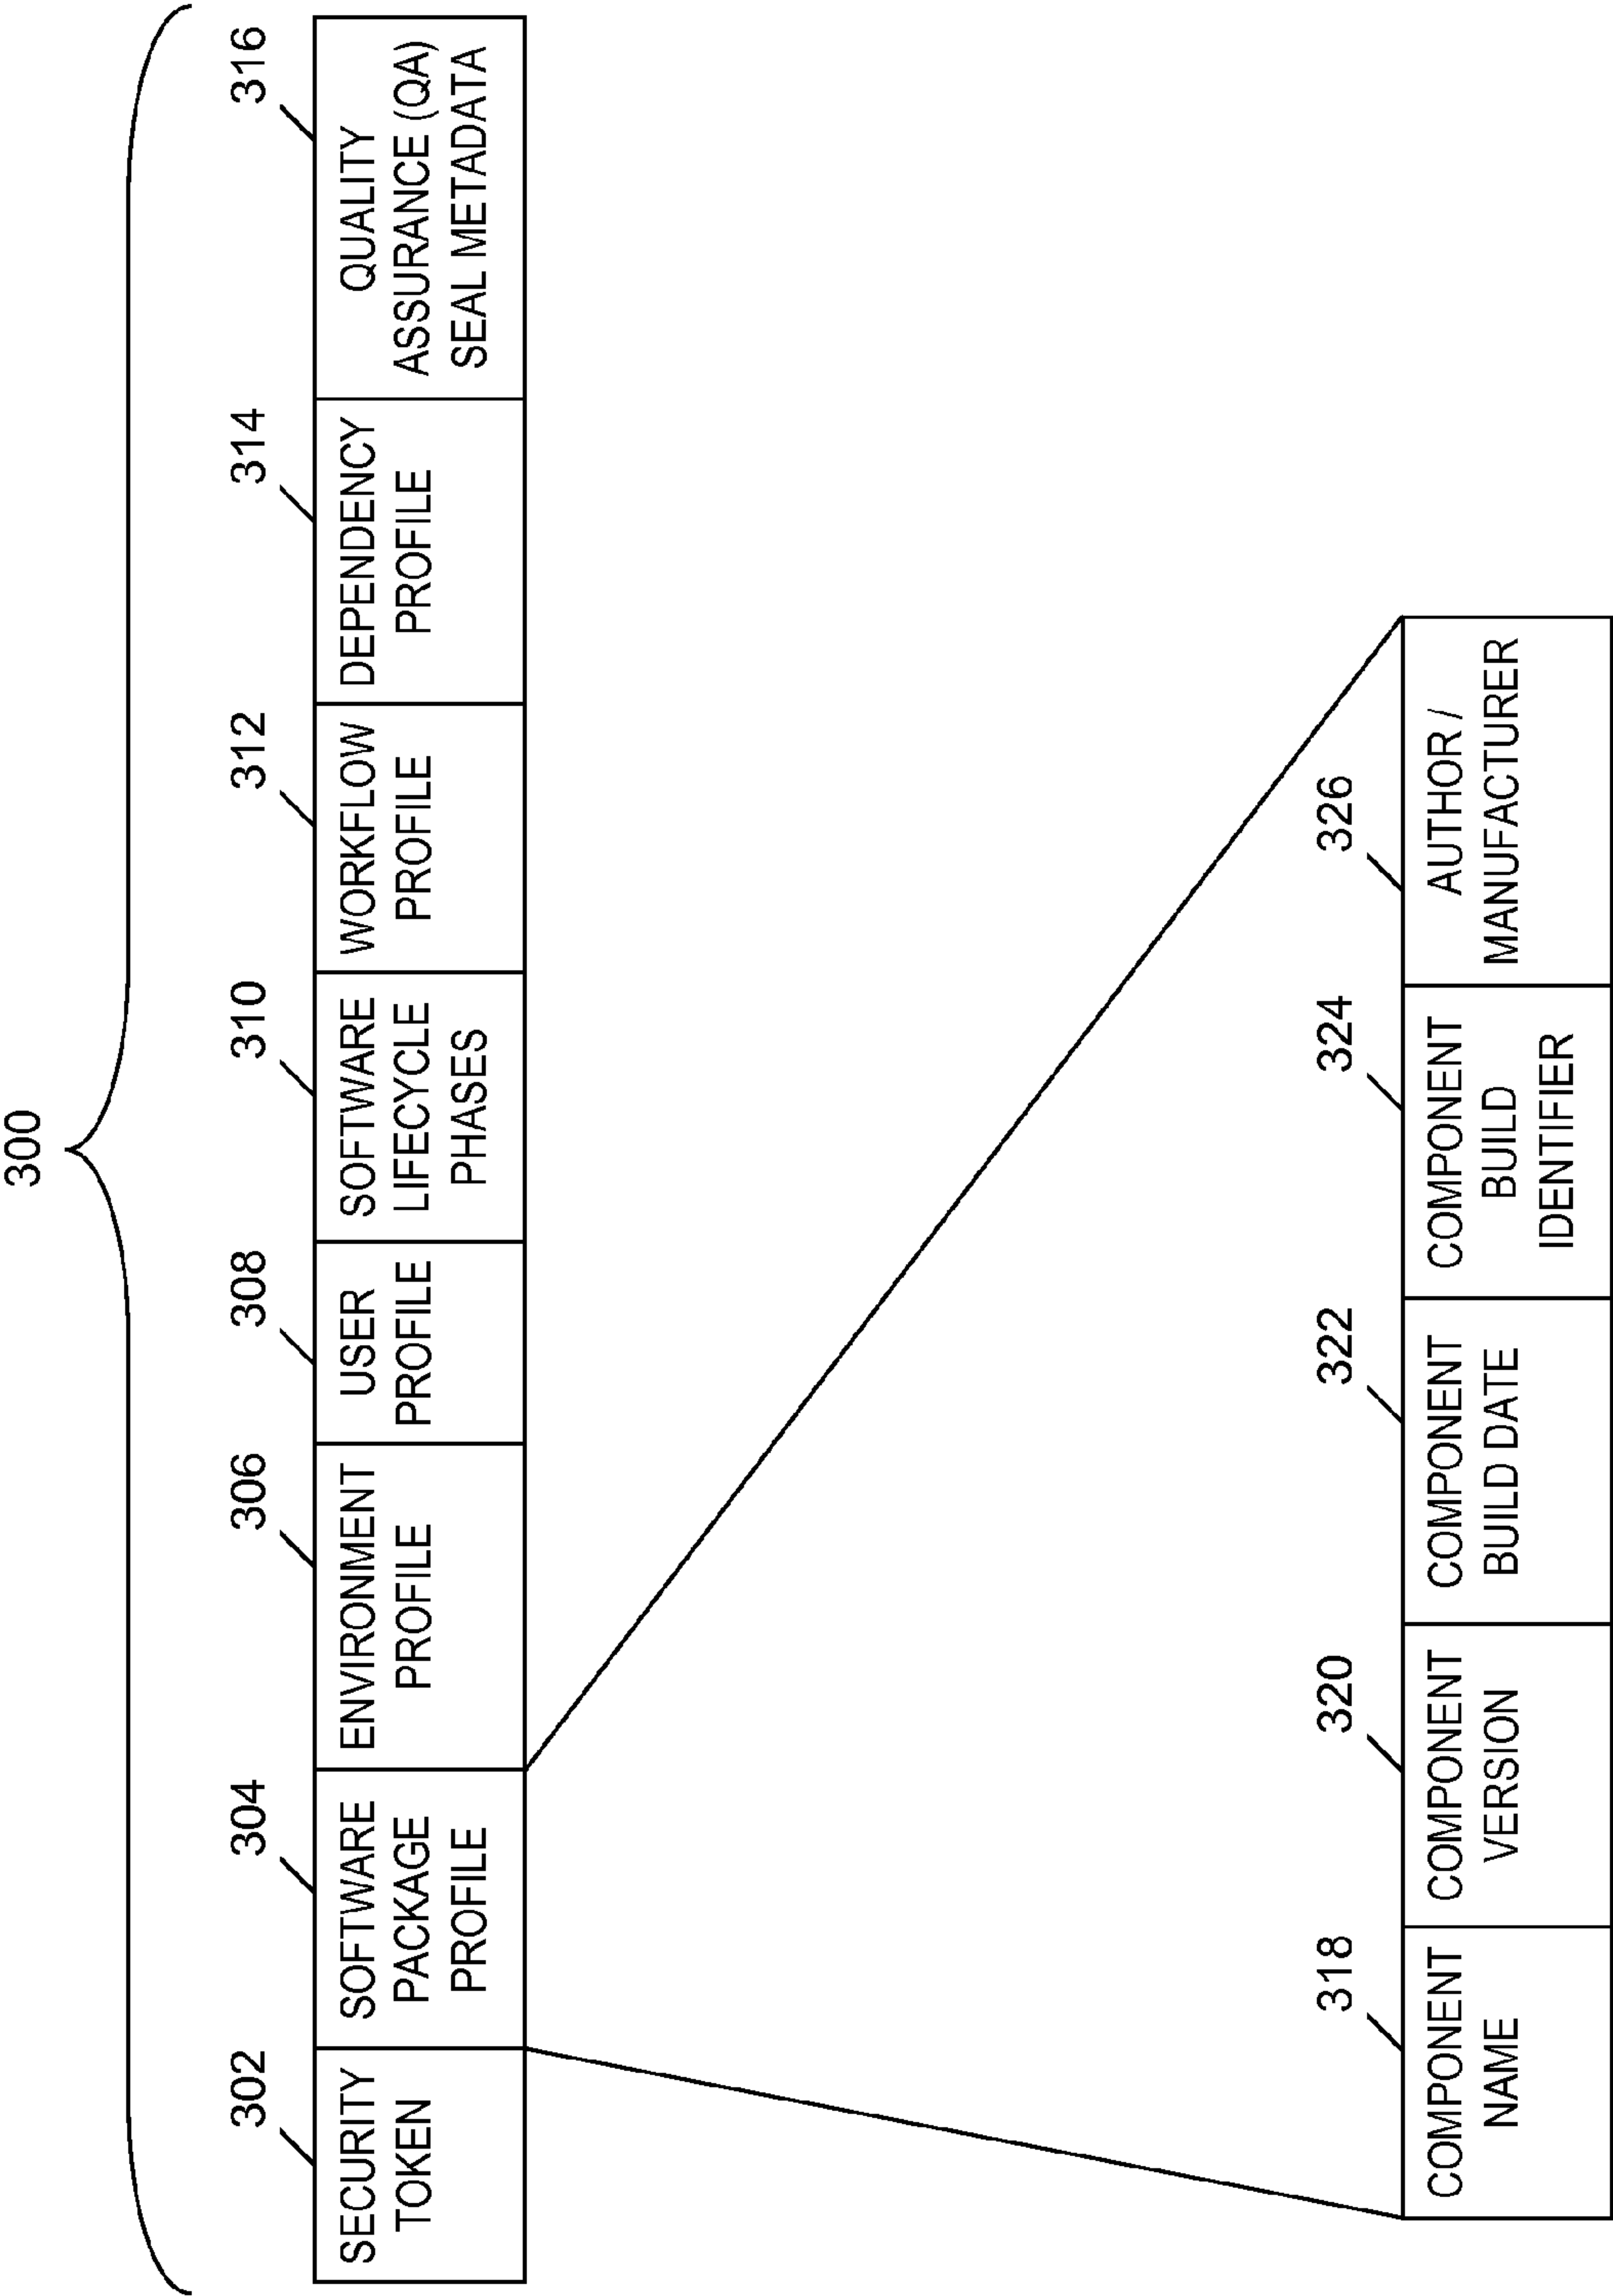 300
302
SECURITY
TOKEN
304
SOFTWARE
PACKAGE
PROFILE
306
ENVIRONMENT
PROFILE
308
USER
PROFILE
310
SOFTWARE
LIFECYCLE
PHASES
312
WORKFLOW
PROFILE
314
DEPENDENCY
PROFILE
316
QUALITY
ASSURANCE (QA)
SEAL METADATA
318
COMPONENT
NAME
320
COMPONENT
VERSION
322
COMPONENT
BUILD DATE
324
COMPONENT
BUILD
IDENTIFIER
326
AUTHOR /
MANUFACTURER